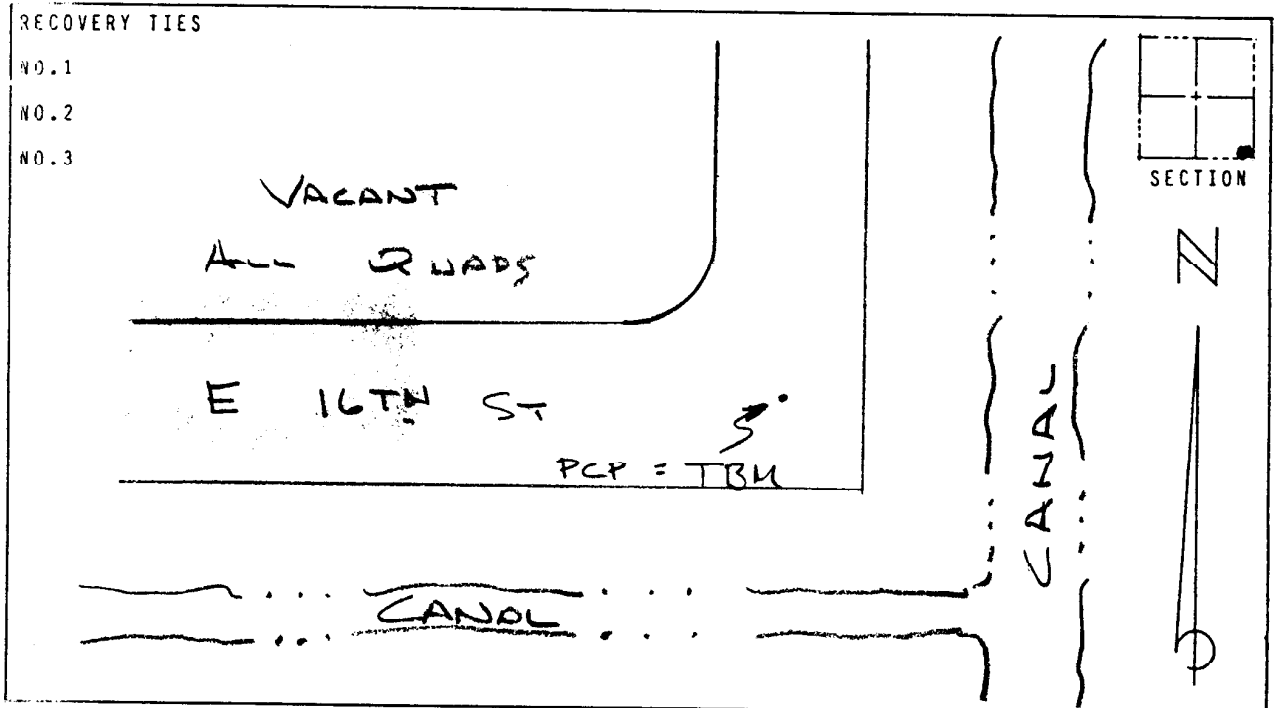 RECOVERY TIES
NO.1
NO.2
NO.3
VACANT
ALL QUADS
E 16TH ST
PCP = TBM
CANAL
CANAL
SECTION
N